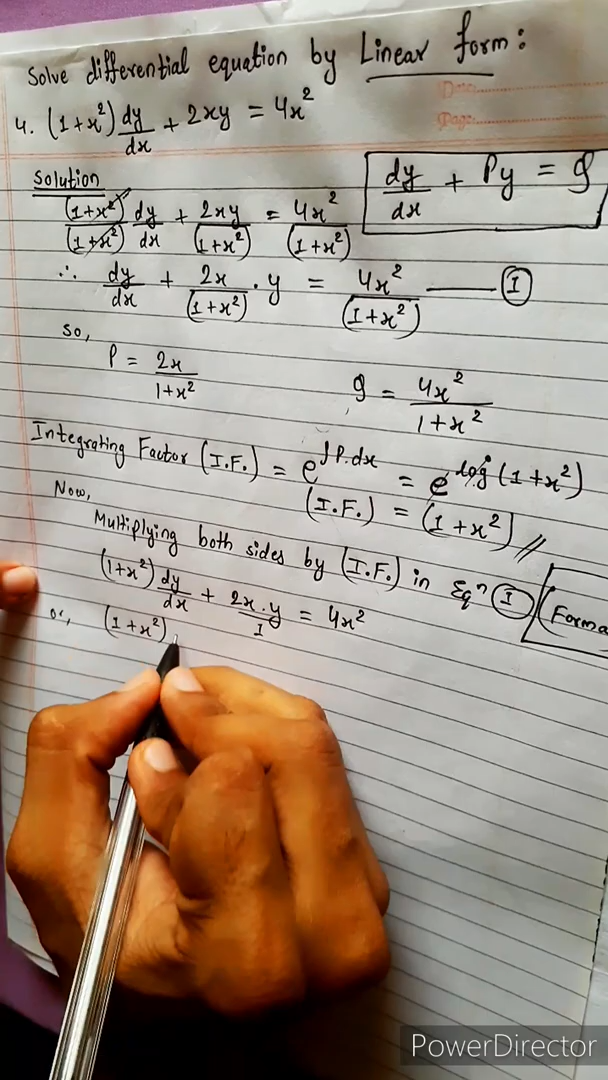 Date:
Page:
Solve differential equation by Linear form:
4. (1+x²) dy/dx + 2xy = 4x²
Solution
dy/dx + Py = Q
(1+x²)/(1+x²) dy/dx + 2xy/(1+x²) = 4x²/(1+x²)
∴ dy/dx + 2x/(1+x²) . y = 4x²/(1+x²) —— I
So,
P = 2x/1+x² Q = 4x²/1+x²
Integrating Factor (I.F.) = e^∫P.dx = e^log(1+x²)
(I.F.) = (1+x²) //
Now,
Multiplying both sides by (I.F.) in Eqⁿ I (Forma
(1+x²) dy/dx + 2x.y/1 = 4x²
or, (1+x²)
PowerDirector